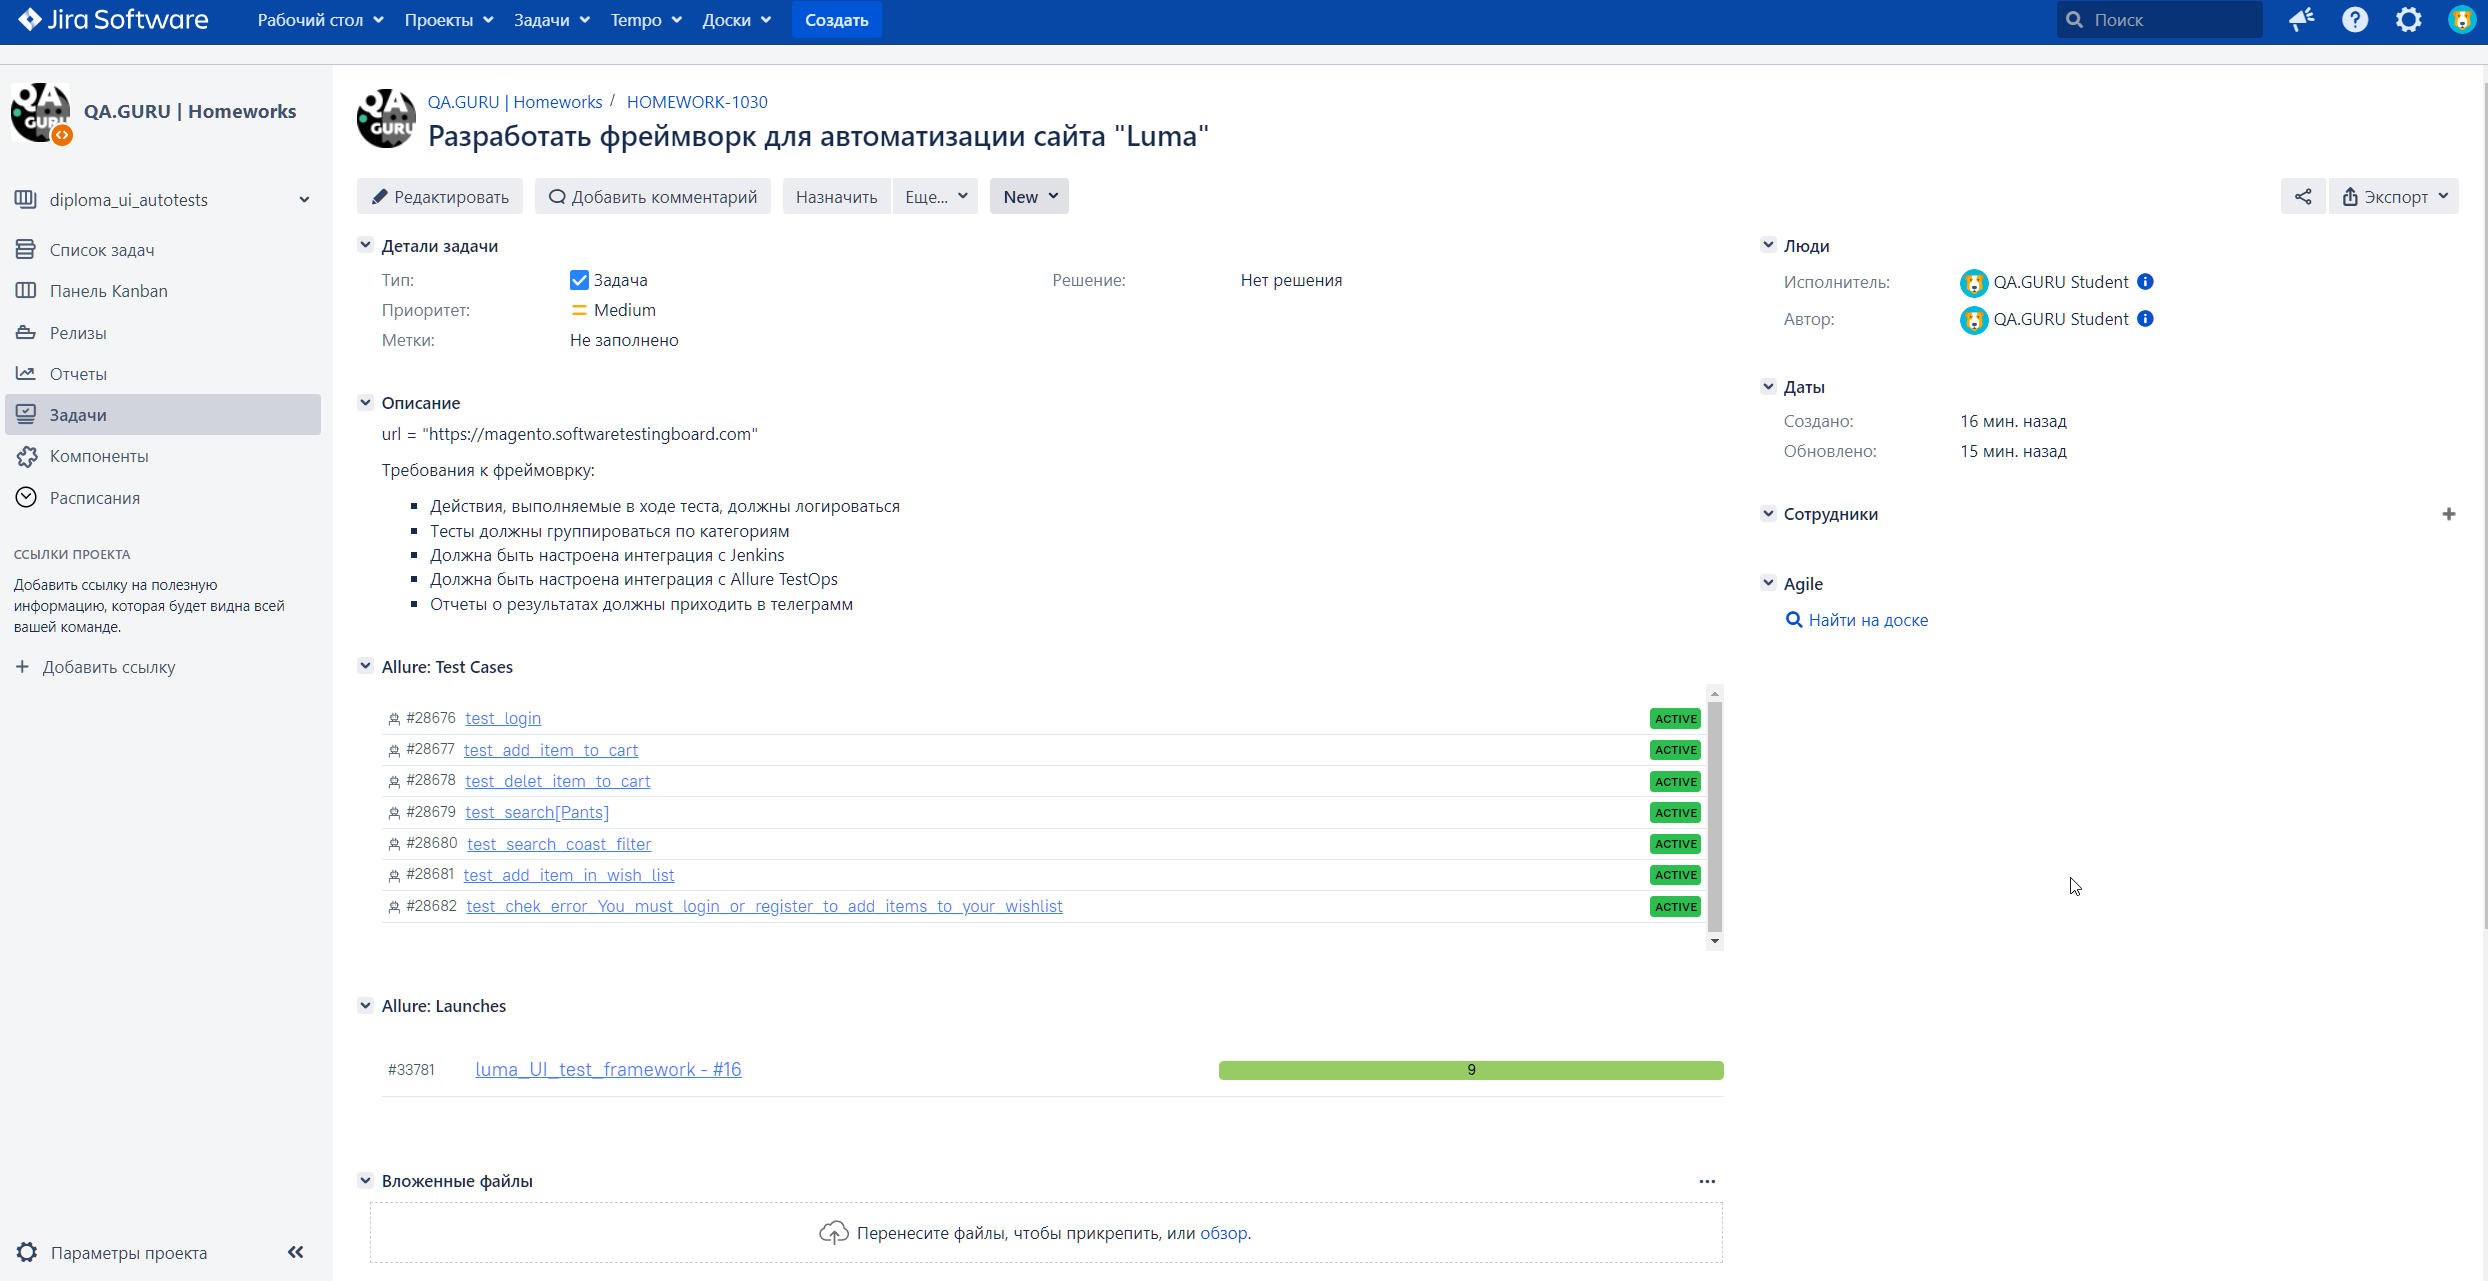 Jira Software Рабочий стол Проекты Задачи Tempo Доски Создать Поиск
QA GURU
QA.GURU | Homeworks
diploma_ui_autotests
Список задач
Панель Kanban
Релизы
Отчеты
Задачи
Компоненты
Расписания
ССЫЛКИ ПРОЕКТА
Добавить ссылку на полезную
информацию, которая будет видна всей
вашей команде.
+ Добавить ссылку
Параметры проекта
QA GURU
QA.GURU | Homeworks / HOMEWORK-1030
Разработать фреймворк для автоматизации сайта "Luma"
Редактировать Добавить комментарий Назначить Еще... New Экспорт
Детали задачи
Тип: Задача Решение: Нет решения
Приоритет: Medium
Метки: Не заполнено
Описание
url = "https://magento.softwaretestingboard.com"
Требования к фреймоврку:
Действия, выполняемые в ходе теста, должны логироваться
Тесты должны группироваться по категориям
Должна быть настроена интеграция с Jenkins
Должна быть настроена интеграция с Allure TestOps
Отчеты о результатах должны приходить в телеграмм
Allure: Test Cases
#28676 test_login ACTIVE
#28677 test_add_item_to_cart ACTIVE
#28678 test_delet_item_to_cart ACTIVE
#28679 test_search[Pants] ACTIVE
#28680 test_search_coast_filter ACTIVE
#28681 test_add_item_in_wish_list ACTIVE
#28682 test_chek_error_You_must_login_or_register_to_add_items_to_your_wishlist ACTIVE
Allure: Launches
#33781 luma_UI_test_framework - #16 9
Вложенные файлы ...
Перенесите файлы, чтобы прикрепить, или обзор.
Люди
Исполнитель: QA.GURU Student
Автор: QA.GURU Student
Даты
Создано: 16 мин. назад
Обновлено: 15 мин. назад
Сотрудники +
Agile
Найти на доске